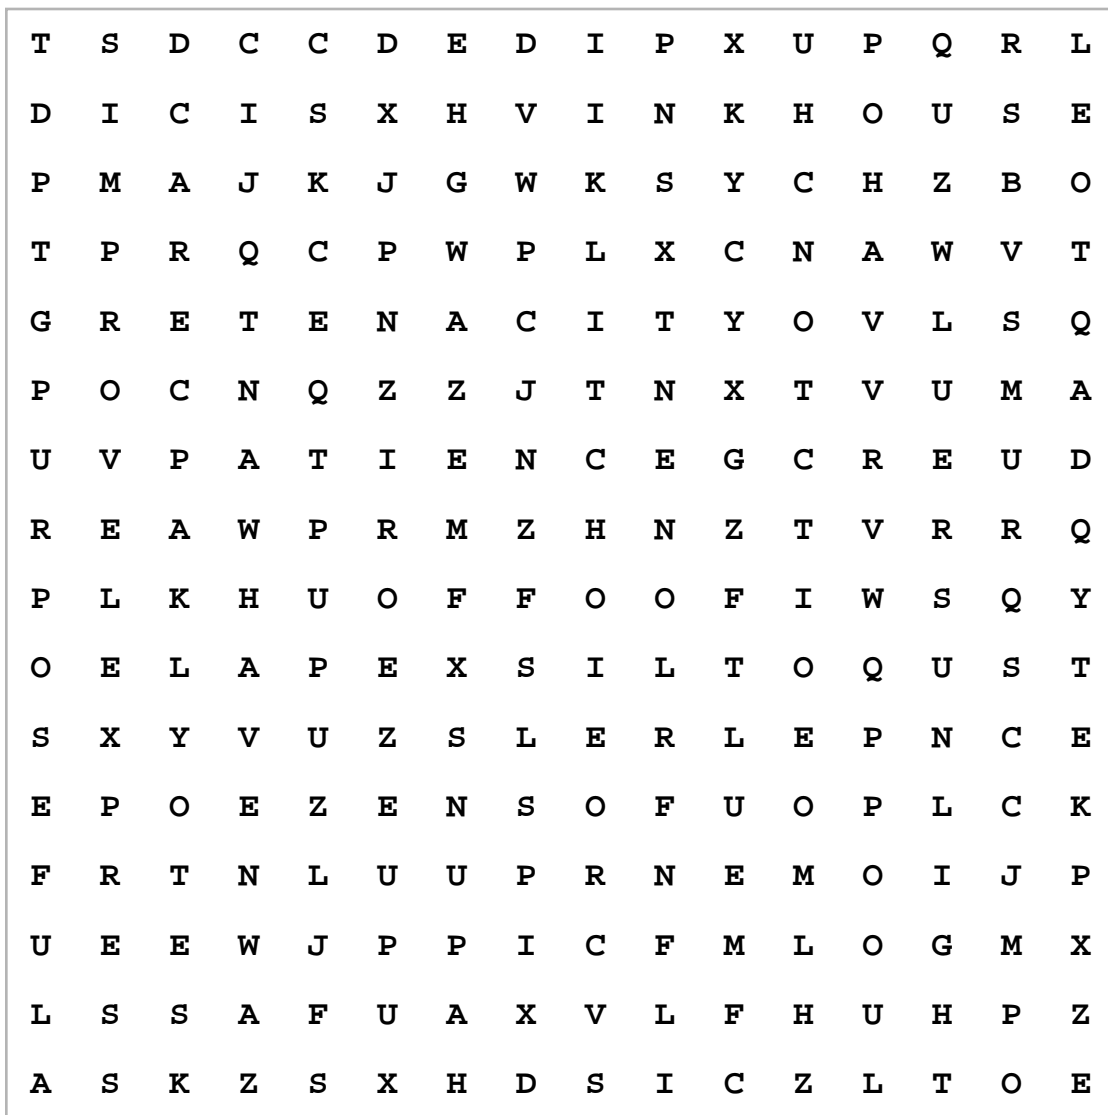 T S D C C D E D I P X U P Q R L
D I C I S X H V I N K H O U S E
P M A J K J G W K S Y C H Z B O
T P R Q C P W P L X C N A W V T
G R E T E N A C I T Y O V L S Q
P O C N Q Z Z J T N X T V U M A
U V P A T I E N C E G C R E U D
R E A W P R M Z H N Z T V R R Q
P L K H U O F F O O F I W S Q Y
O E L A P E X S I L T O Q U S T
S X Y V U Z S L E R L E P N C E
E P O E Z E N S O F U O P L C K
F R T N L U U P R N E M O I J P
U E E W J P P I C F M L O G M X
L S S A F U A X V L F H U H P Z
A S K Z S X H D S I C Z L T O E